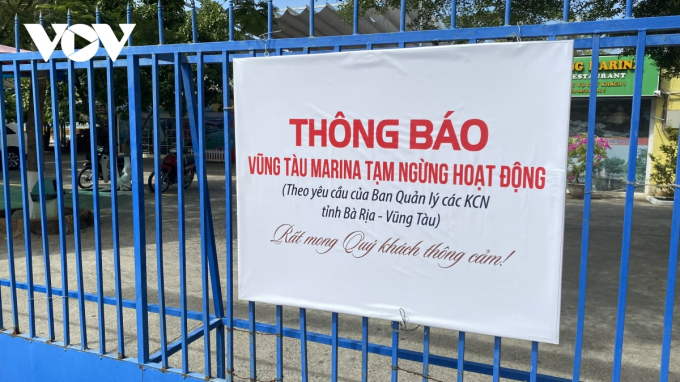 VOV
THÔNG BÁO
VŨNG TÀU MARINA TẠM NGỪNG HOẠT ĐỘNG
(Theo yêu cầu của Ban Quản lý các KCN
tỉnh Bà Rịa - Vũng Tàu)
Rất mong Quý khách thông cảm!
MARINA
RESTAURANT